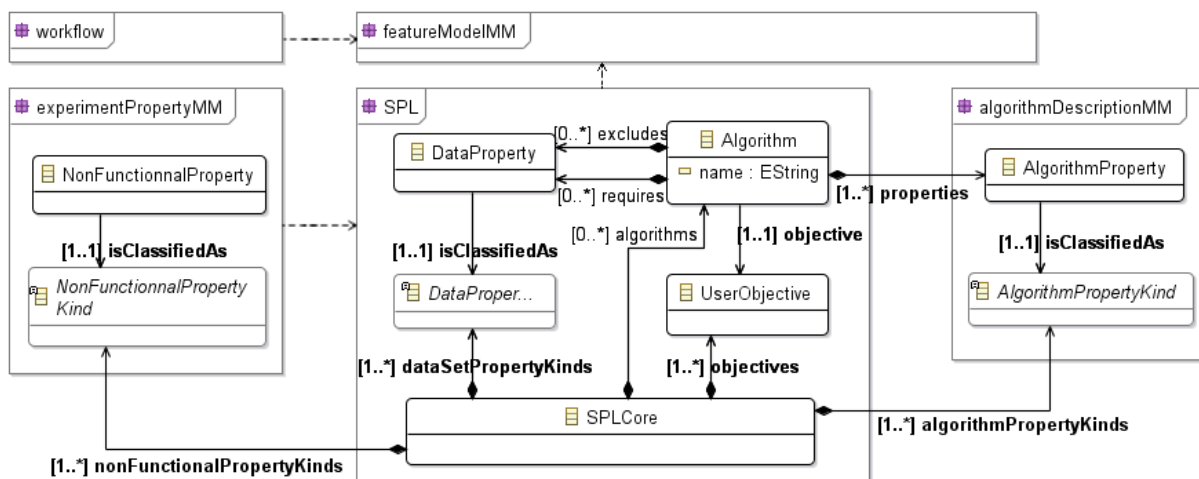 workflow
featureModelMM
experimentPropertyMM
SPL
algorithmDescriptionMM
NonFunctionnalProperty
DataProperty
[0..*] excludes
Algorithm
name : EString
AlgorithmProperty
[0..*] requires
[1..*] properties
[1..1] isClassifiedAs
[1..1] isClassifiedAs
[0..*] algorithms
[1..1] objective
[1..1] isClassifiedAs
NonFunctionnalProperty
Kind
DataProper...
UserObjective
AlgorithmPropertyKind
[1..*] dataSetPropertyKinds
[1..*] objectives
SPLCore
[1..*] algorithmPropertyKinds
[1..*] nonFunctionalPropertyKinds